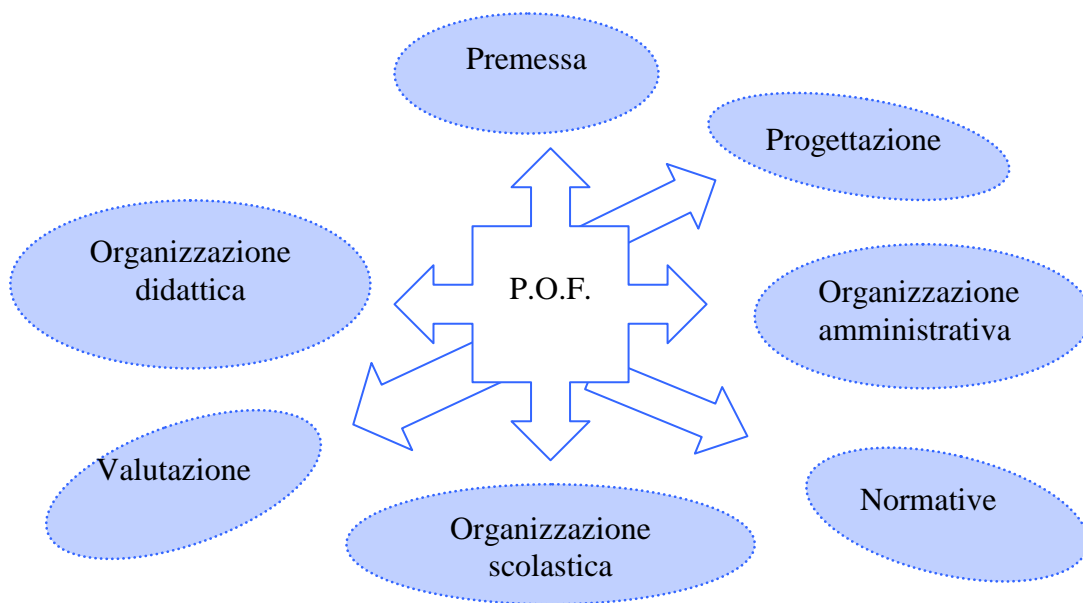 Premessa
Progettazione
Organizzazione
didattica
P.O.F.
Organizzazione
amministrativa
Valutazione
Organizzazione
scolastica
Normative